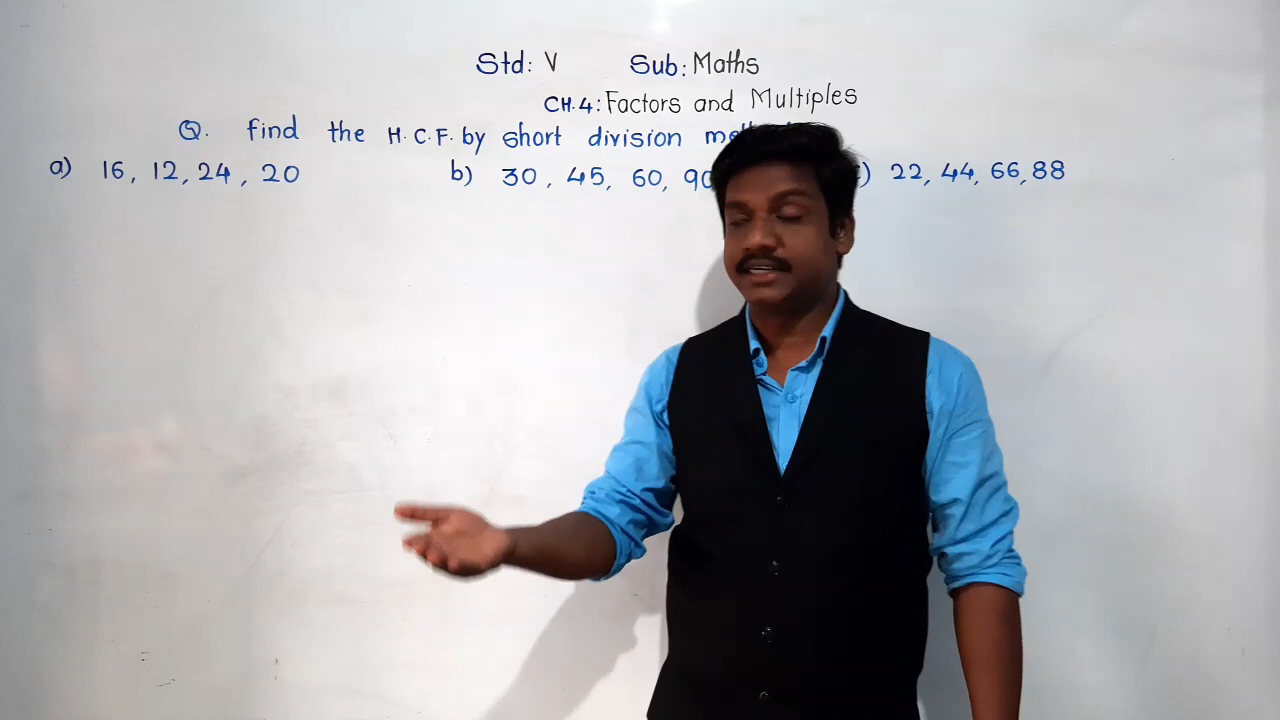 Std: V Sub: Maths
CH.4: Factors and Multiples
Q. find the H.C.F. by short division
a) 16, 12, 24, 20 b) 30, 45, 60, 90 22, 44, 66, 88